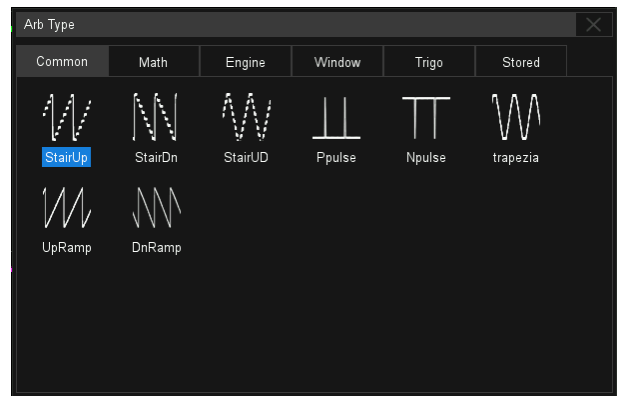 Arb Type
Common Math Engine Window Trigo Stored
StairUp StairDn StairUD Ppulse Npulse trapezia
UpRamp DnRamp